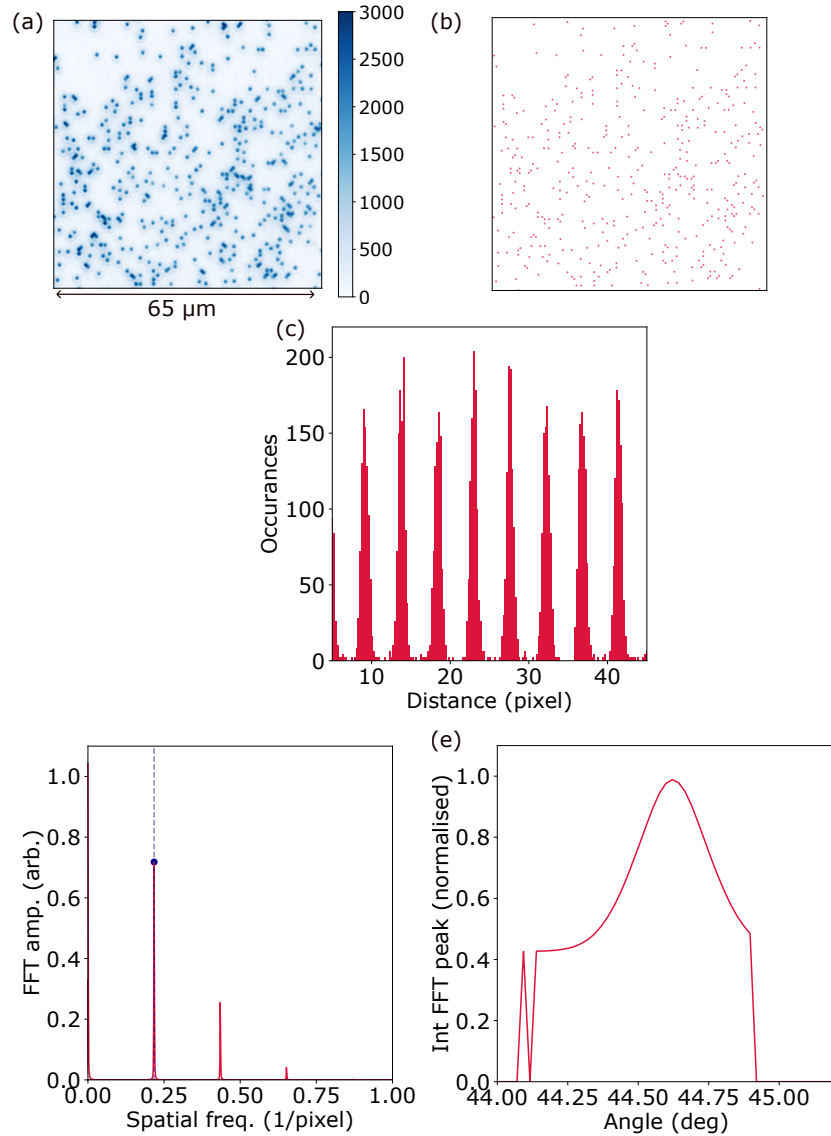 (a)
3000
2500
2000
1500
1000
500
0
65 µm
(b)
(c)
Occurances
200
150
100
50
0
10 20 30 40
Distance (pixel)
FFT amp. (arb.)
1.0
0.8
0.6
0.4
0.2
0.0
0.00 0.25 0.50 0.75 1.00
Spatial freq. (1/pixel)
(e)
Int FFT peak (normalised)
1.0
0.8
0.6
0.4
0.2
0.0
44.00 44.25 44.50 44.75 45.00
Angle (deg)